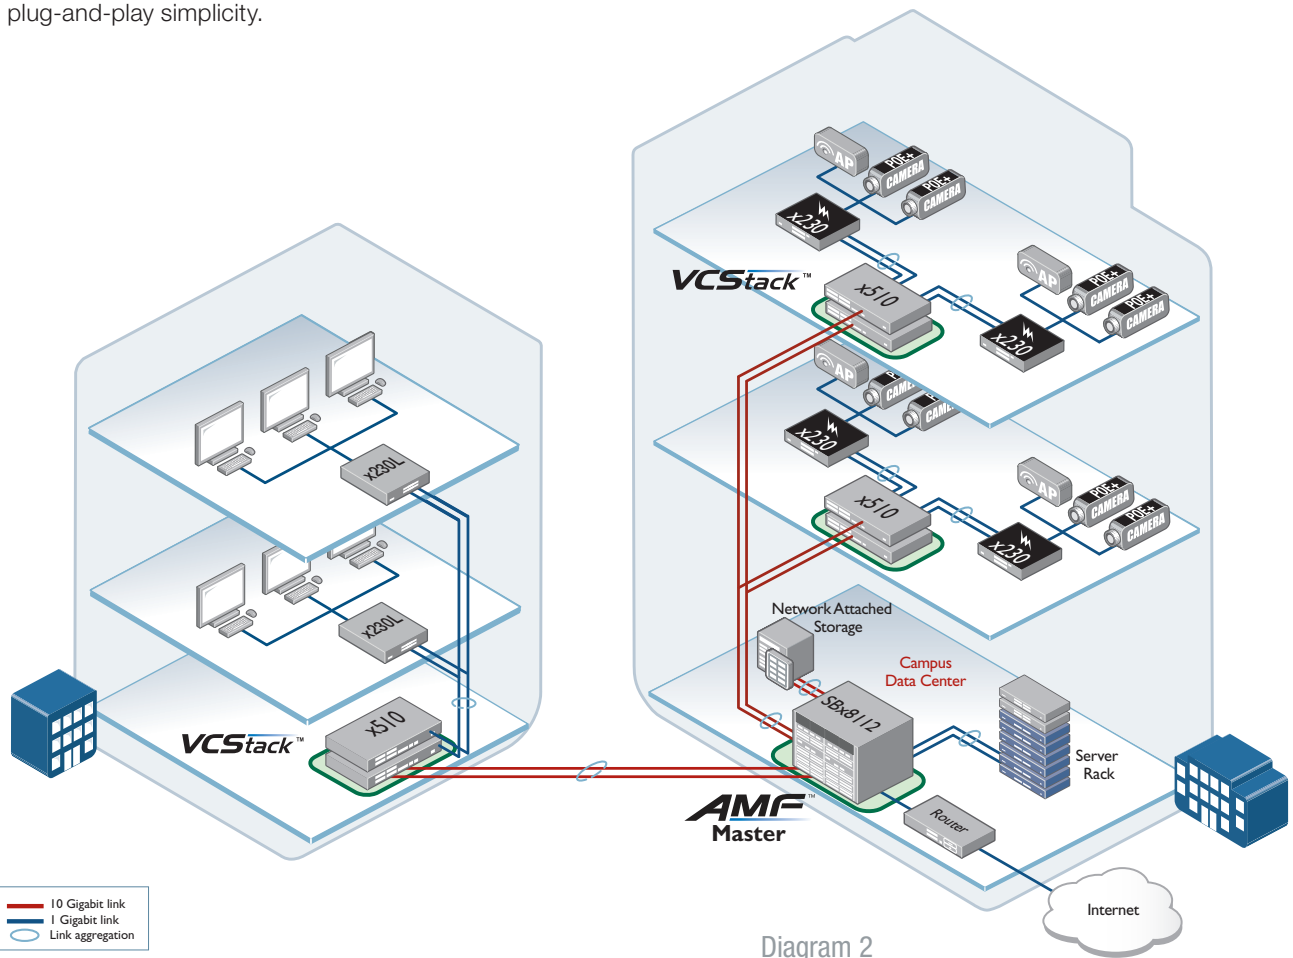 plug-and-play simplicity.
AP
POE+
CAMERA
POE+
CAMERA
x230
VCStack™
x510
AP
POE+
CAMERA
POE+
CAMERA
x230
AP
CAME
CAME
x230
x510
AP
POE+
CAMERA
POE+
CAMERA
x230
x230L
x230L
Network Attached
Storage
Campus
Data Center
SBx8112
Server
Rack
VCStack™
x510
AMF™
Master
Router
Internet
10 Gigabit link
1 Gigabit link
Link aggregation
Diagram 2